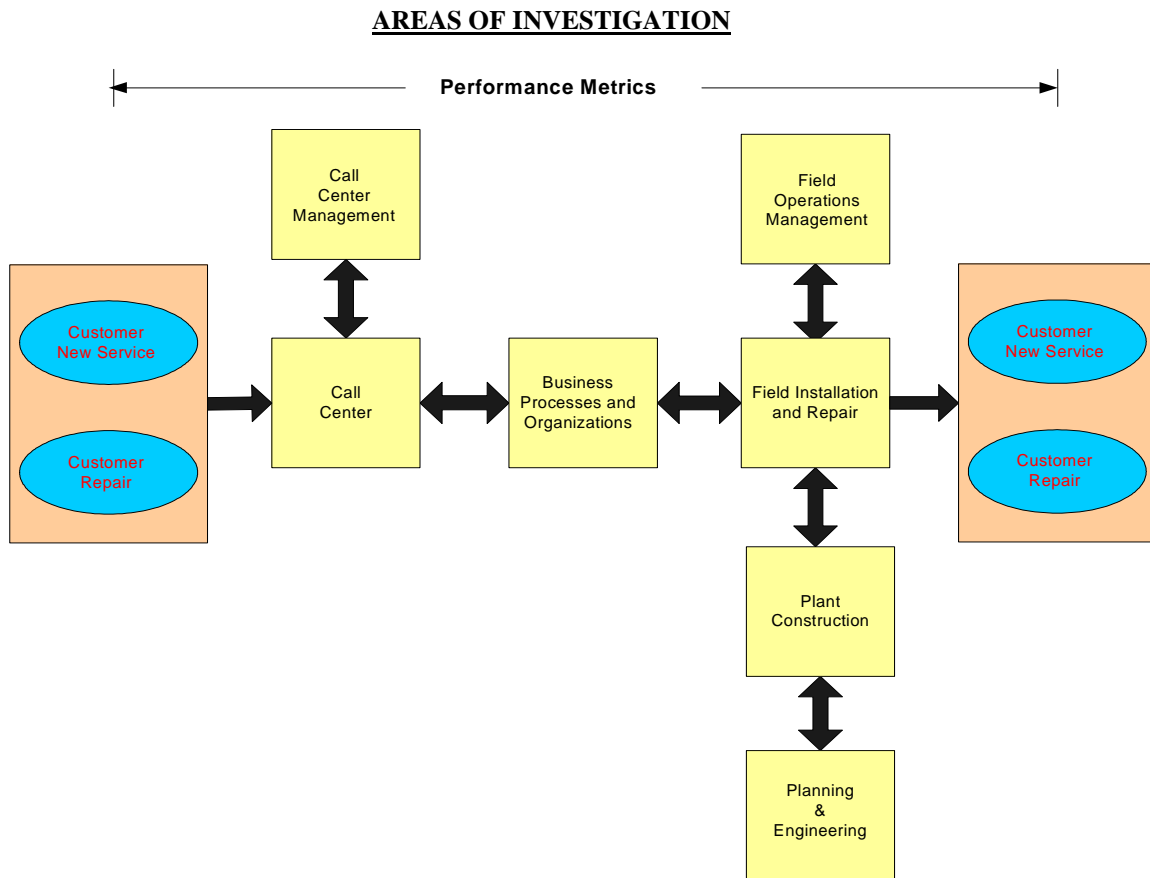 AREAS OF INVESTIGATION
Performance Metrics
Call
Center
Management
Field
Operations
Management
Customer
New Service
Customer
Repair
Call
Center
Business
Processes and
Organizations
Field Installation
and Repair
Customer
New Service
Customer
Repair
Plant
Construction
Planning
&
Engineering